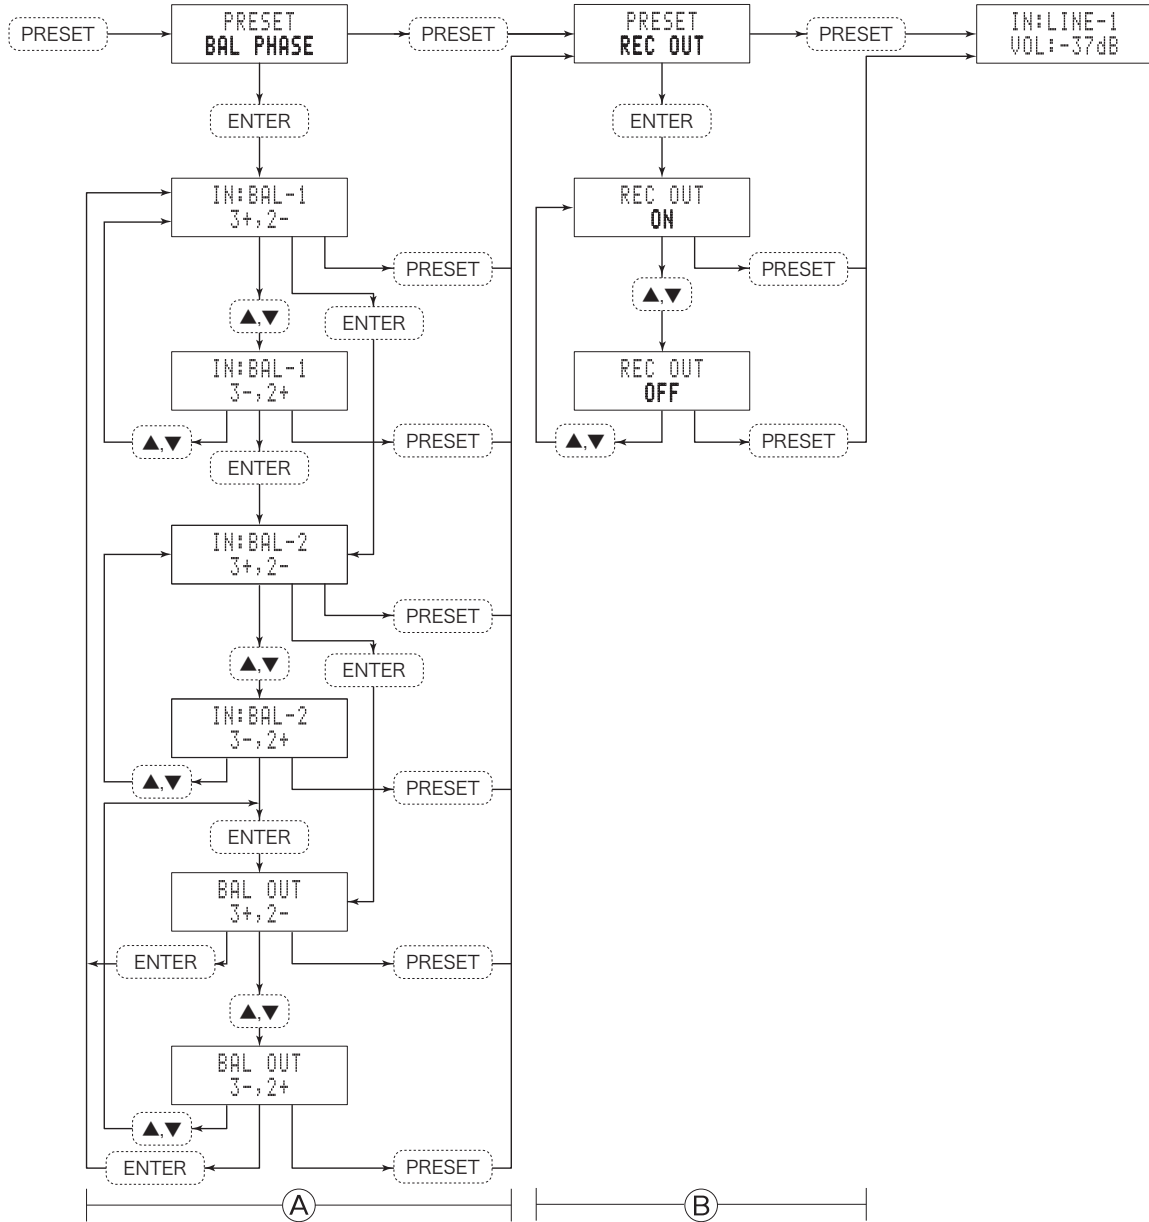 PRESET
PRESET
BAL PHASE
PRESET
PRESET
REC OUT
PRESET
IN:LINE-1
VOL:-37dB
ENTER
ENTER
IN:BAL-1
3+,2-
REC OUT
ON
PRESET
PRESET
▲,▼
ENTER
▲,▼
IN:BAL-1
3-,2+
REC OUT
OFF
▲,▼
PRESET
▲,▼
PRESET
ENTER
IN:BAL-2
3+,2-
PRESET
▲,▼
ENTER
IN:BAL-2
3-,2+
▲,▼
PRESET
ENTER
BAL OUT
3+,2-
ENTER
PRESET
▲,▼
BAL OUT
3-,2+
▲,▼
ENTER
PRESET
A
B